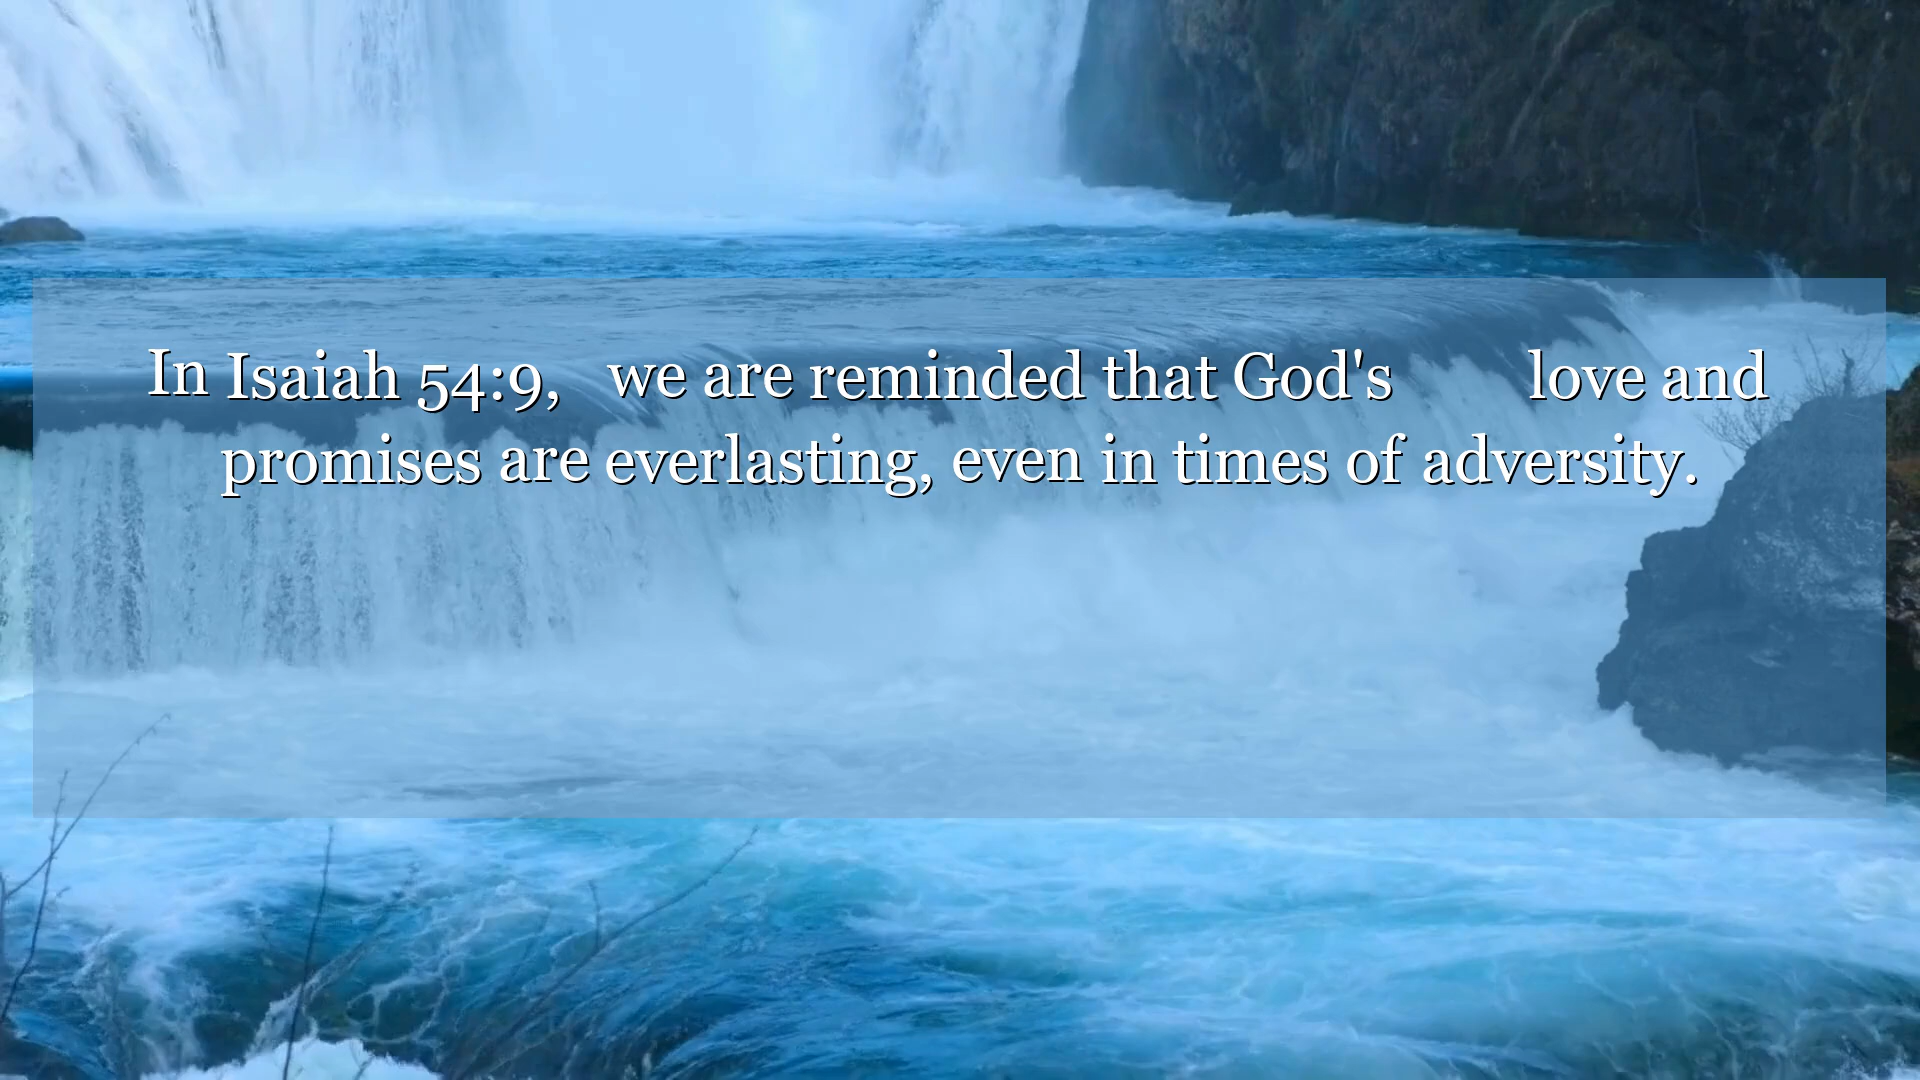 In Isaiah 54:9, we are reminded that God's love and
promises are everlasting, even in times of adversity.